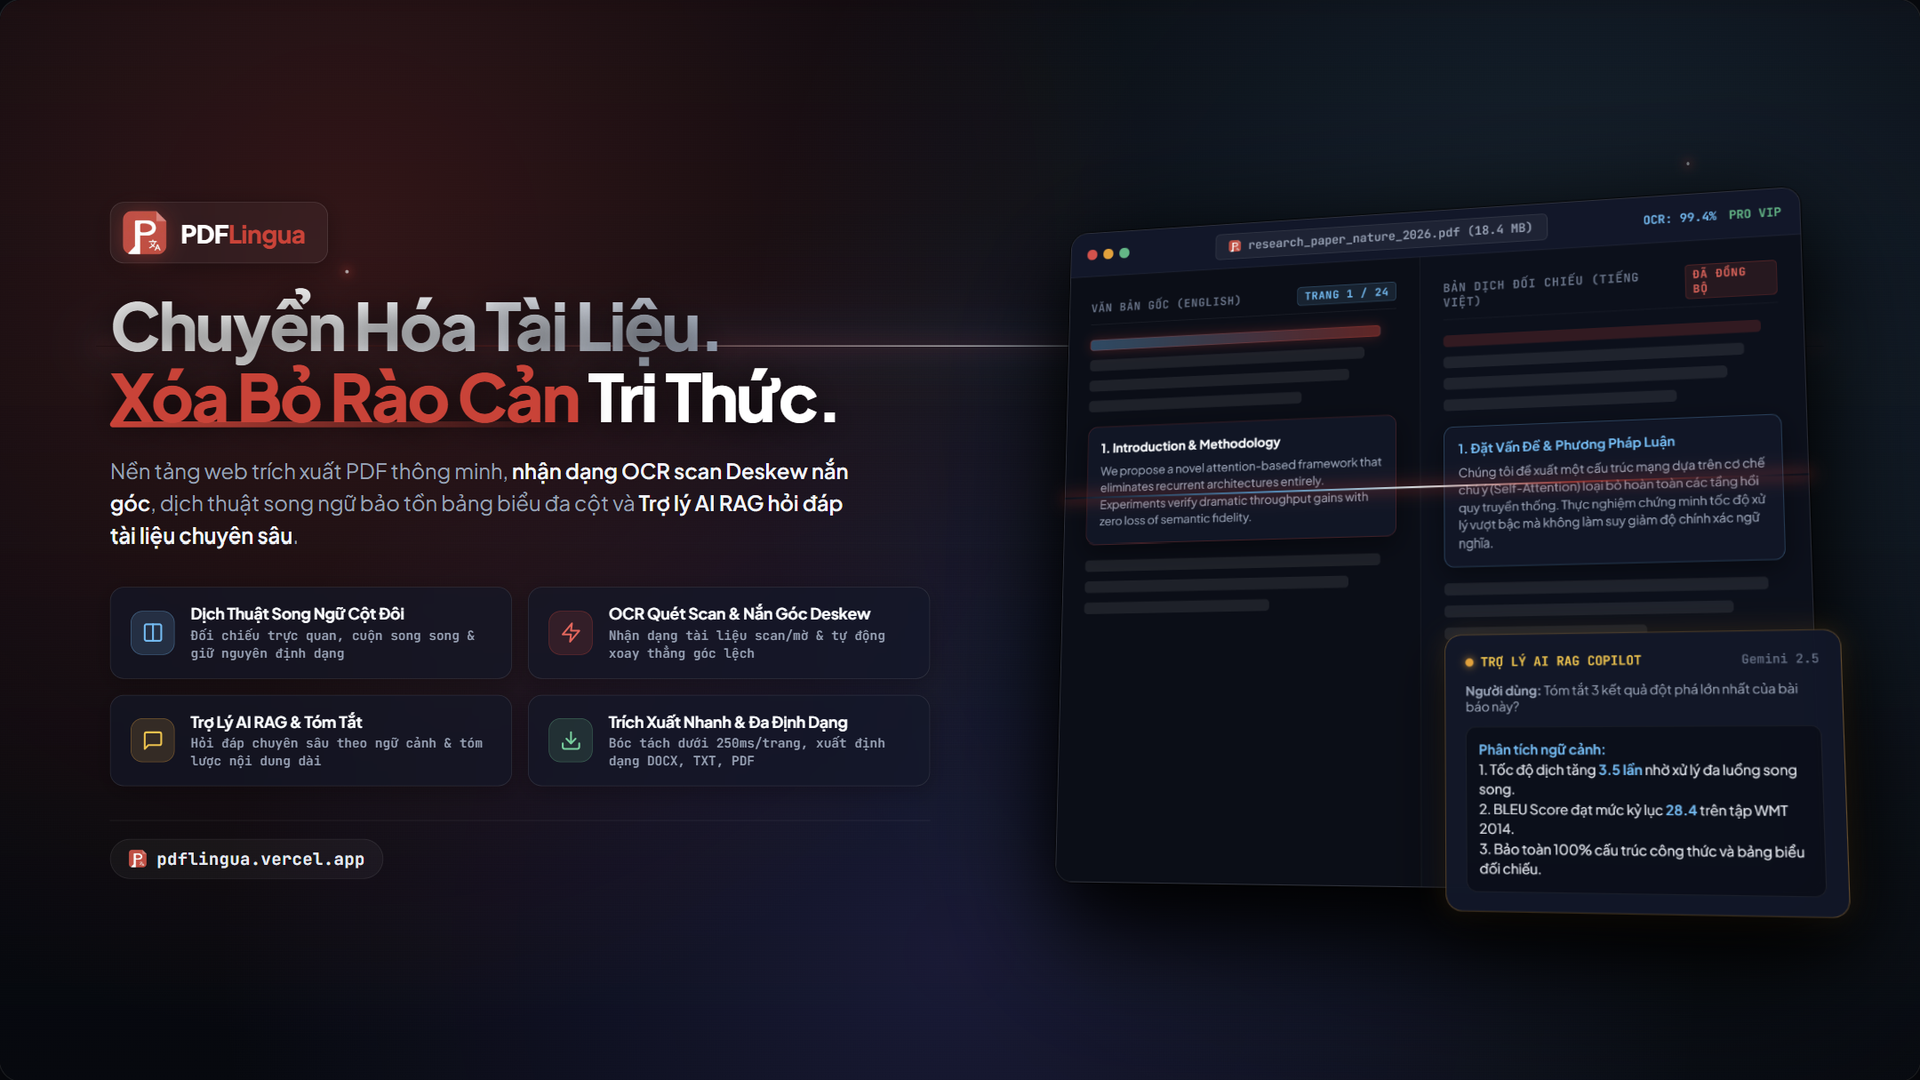 PDFLingua
Chuyển Hóa Tài Liệu.
Xóa Bỏ Rào Cản Tri Thức.
Nền tảng web trích xuất PDF thông minh, nhận dạng OCR scan Deskew nắn
góc, dịch thuật song ngữ bảo tồn bảng biểu đa cột và Trợ lý AI RAG hỏi đáp
tài liệu chuyên sâu.
Dịch Thuật Song Ngữ Cột Đôi
Đối chiếu trực quan, cuộn song song &
giữ nguyên định dạng
OCR Quét Scan & Nắn Góc Deskew
Nhận dạng tài liệu scan/mờ & tự động
xoay thẳng góc lệch
Trợ Lý AI RAG & Tóm Tắt
Hỏi đáp chuyên sâu theo ngữ cảnh & tóm
lược nội dung dài
Trích Xuất Nhanh & Đa Định Dạng
Bóc tách dưới 250ms/trang, xuất định
dạng DOCX, TXT, PDF
pdflingua.vercel.app
research_paper_nature_2026.pdf (18.4 MB)
OCR: 99.4% PRO VIP
VĂN BẢN GỐC (ENGLISH)
TRANG 1 / 24
1. Introduction & Methodology
We propose a novel attention-based framework that
eliminates recurrent architectures entirely.
Experiments verify dramatic throughput gains with
zero loss of semantic fidelity.
BẢN DỊCH ĐỐI CHIẾU (TIẾNG
VIỆT)
ĐÃ ĐỒNG
BỘ
1. Đặt Vấn Đề & Phương Pháp Luận
Chúng tôi đề xuất một cấu trúc mạng dựa trên cơ chế
chú ý (Self-Attention) loại bỏ hoàn toàn các tầng hồi
quy truyền thống. Thực nghiệm chứng minh tốc độ xử
lý vượt bậc mà không làm suy giảm độ chính xác ngữ
nghĩa.
TRỢ LÝ AI RAG COPILOT
Gemini 2.5
Người dùng: Tóm tắt 3 kết quả đột phá lớn nhất của bài
báo này?
Phân tích ngữ cảnh:
1. Tốc độ dịch tăng 3.5 lần nhờ xử lý đa luồng song
song.
2. BLEU Score đạt mức kỷ lục 28.4 trên tập WMT
2014.
3. Bảo toàn 100% cấu trúc công thức và bảng biểu
đối chiếu.